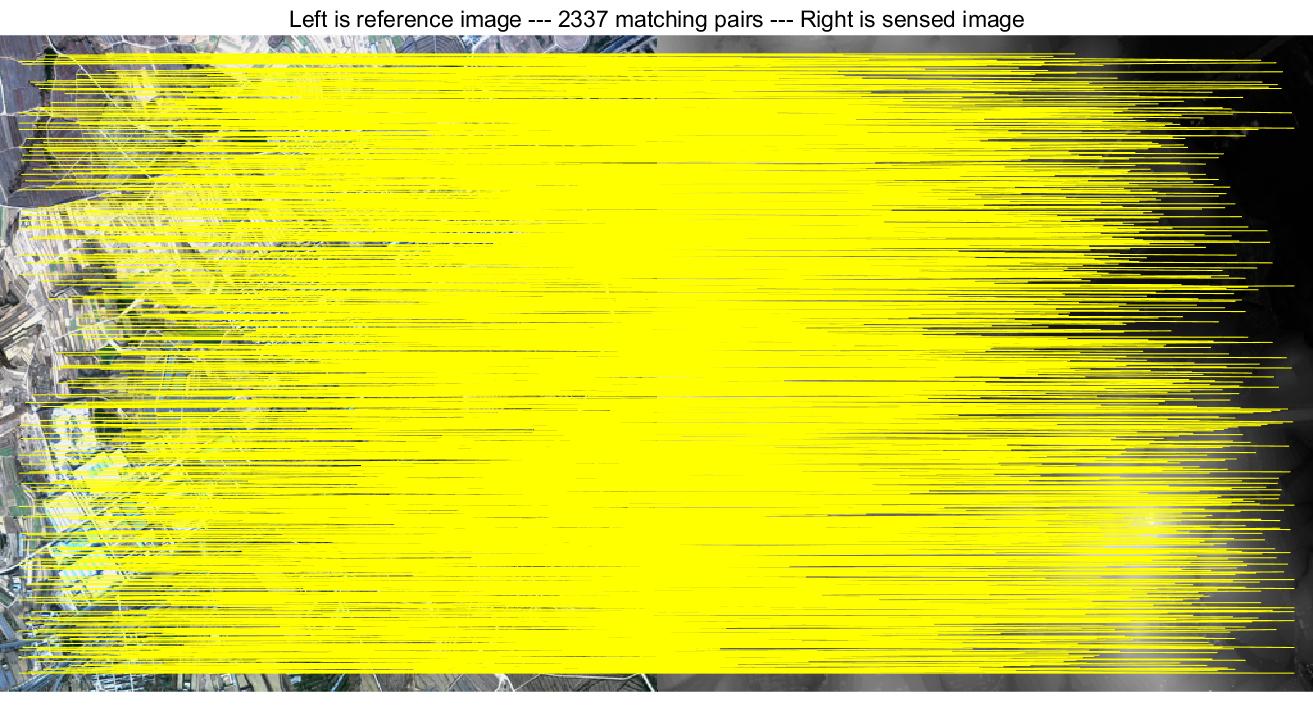 Left is reference image --- 2337 matching pairs --- Right is sensed image